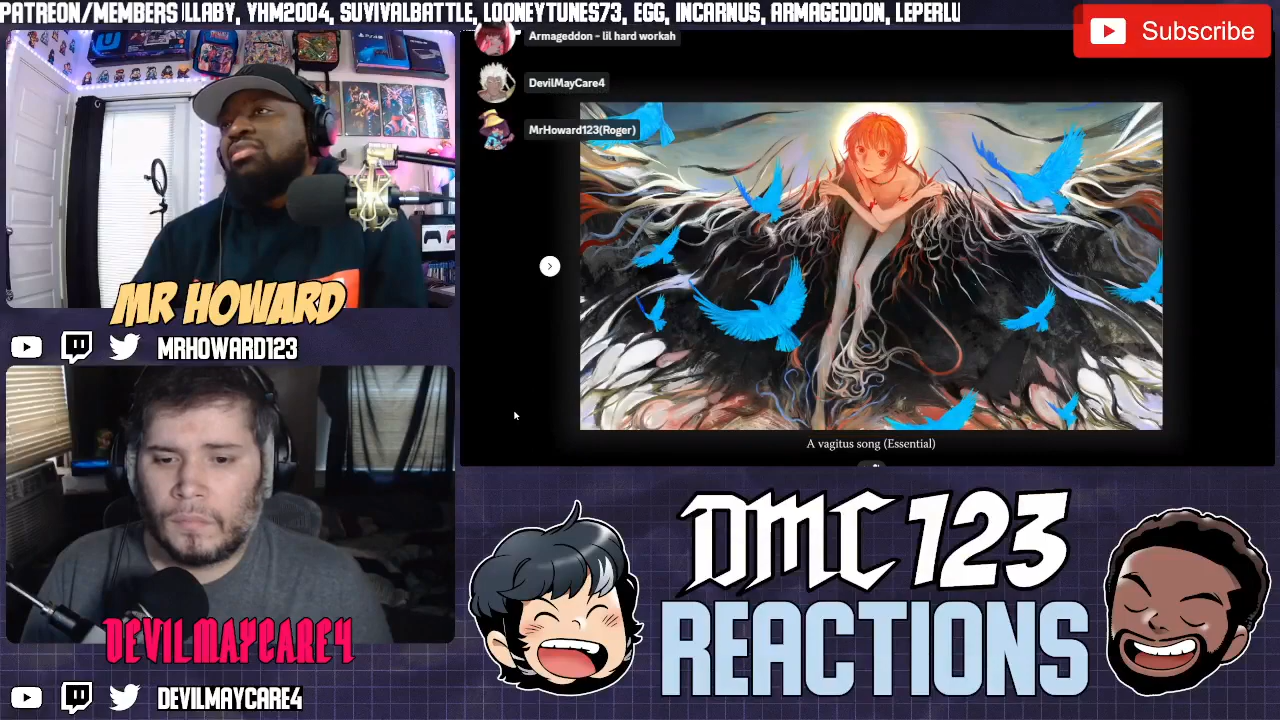 PATREON/MEMBERS ILLABY, YHM2004, SUVIVALBATTLE, LOONEYTUNES73, EGG, INCARNUS, ARMAGEDDON, LEPERLU
Subscribe
Armageddon - lil hard workah
DevilMayCare4
MrHoward123(Roger)
A vagitus song (Essential)
MR HOWARD
MRHOWARD123
DEVILMAYCARE4
DEVILMAYCARE4
DMC 123
REACTIONS